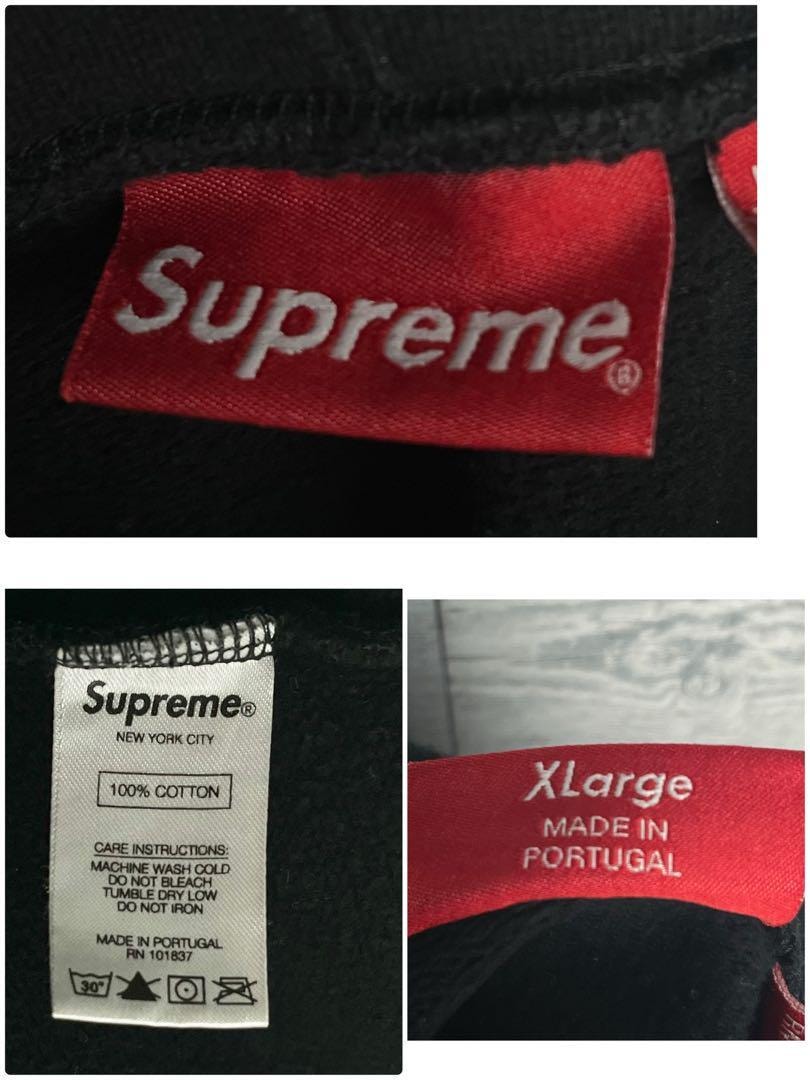 Supreme®
Supreme®
NEW YORK CITY
100% COTTON
CARE INSTRUCTIONS:
MACHINE WASH COLD
DO NOT BLEACH
TUMBLE DRY LOW
DO NOT IRON
MADE IN PORTUGAL
RN 101837
30°
XLarge
MADE IN
PORTUGAL